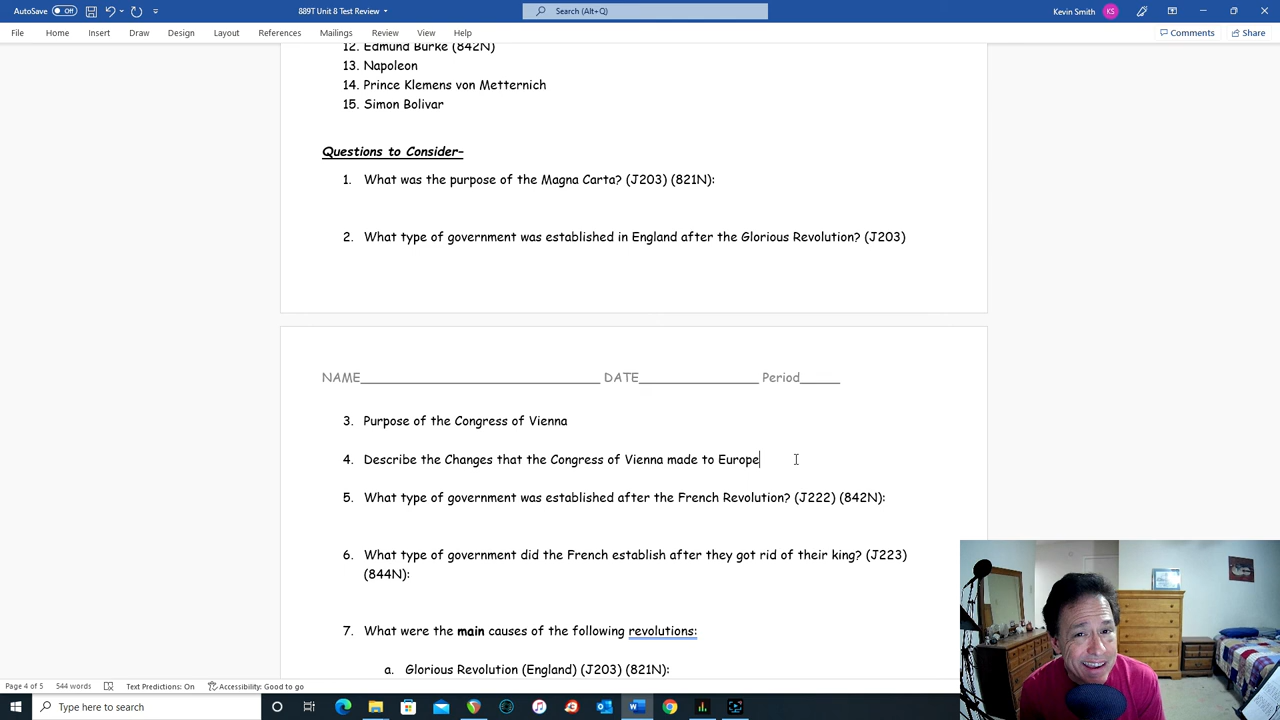 AutoSave Off
889T Unit 8 Test Review
Search (Alt+Q)
Kevin Smith KS
File Home Insert Draw Design Layout References Mailings Review View Help
Comments Share
12. Edmund Burke (842N)
13. Napoleon
14. Prince Klemens von Metternich
15. Simon Bolivar
Questions to Consider-
1. What was the purpose of the Magna Carta? (J203) (821N):
2. What type of government was established in England after the Glorious Revolution? (J203)
NAME______________________________ DATE_______________ Period_____
3. Purpose of the Congress of Vienna
4. Describe the Changes that the Congress of Vienna made to Europe
5. What type of government was established after the French Revolution? (J222) (842N):
6. What type of government did the French establish after they got rid of their king? (J223)
(844N):
7. What were the main causes of the following revolutions:
a. Glorious Revolution (England) (J203) (821N):
Page 4 of 5 544 words Text Predictions: On Accessibility: Good to go
Type here to search